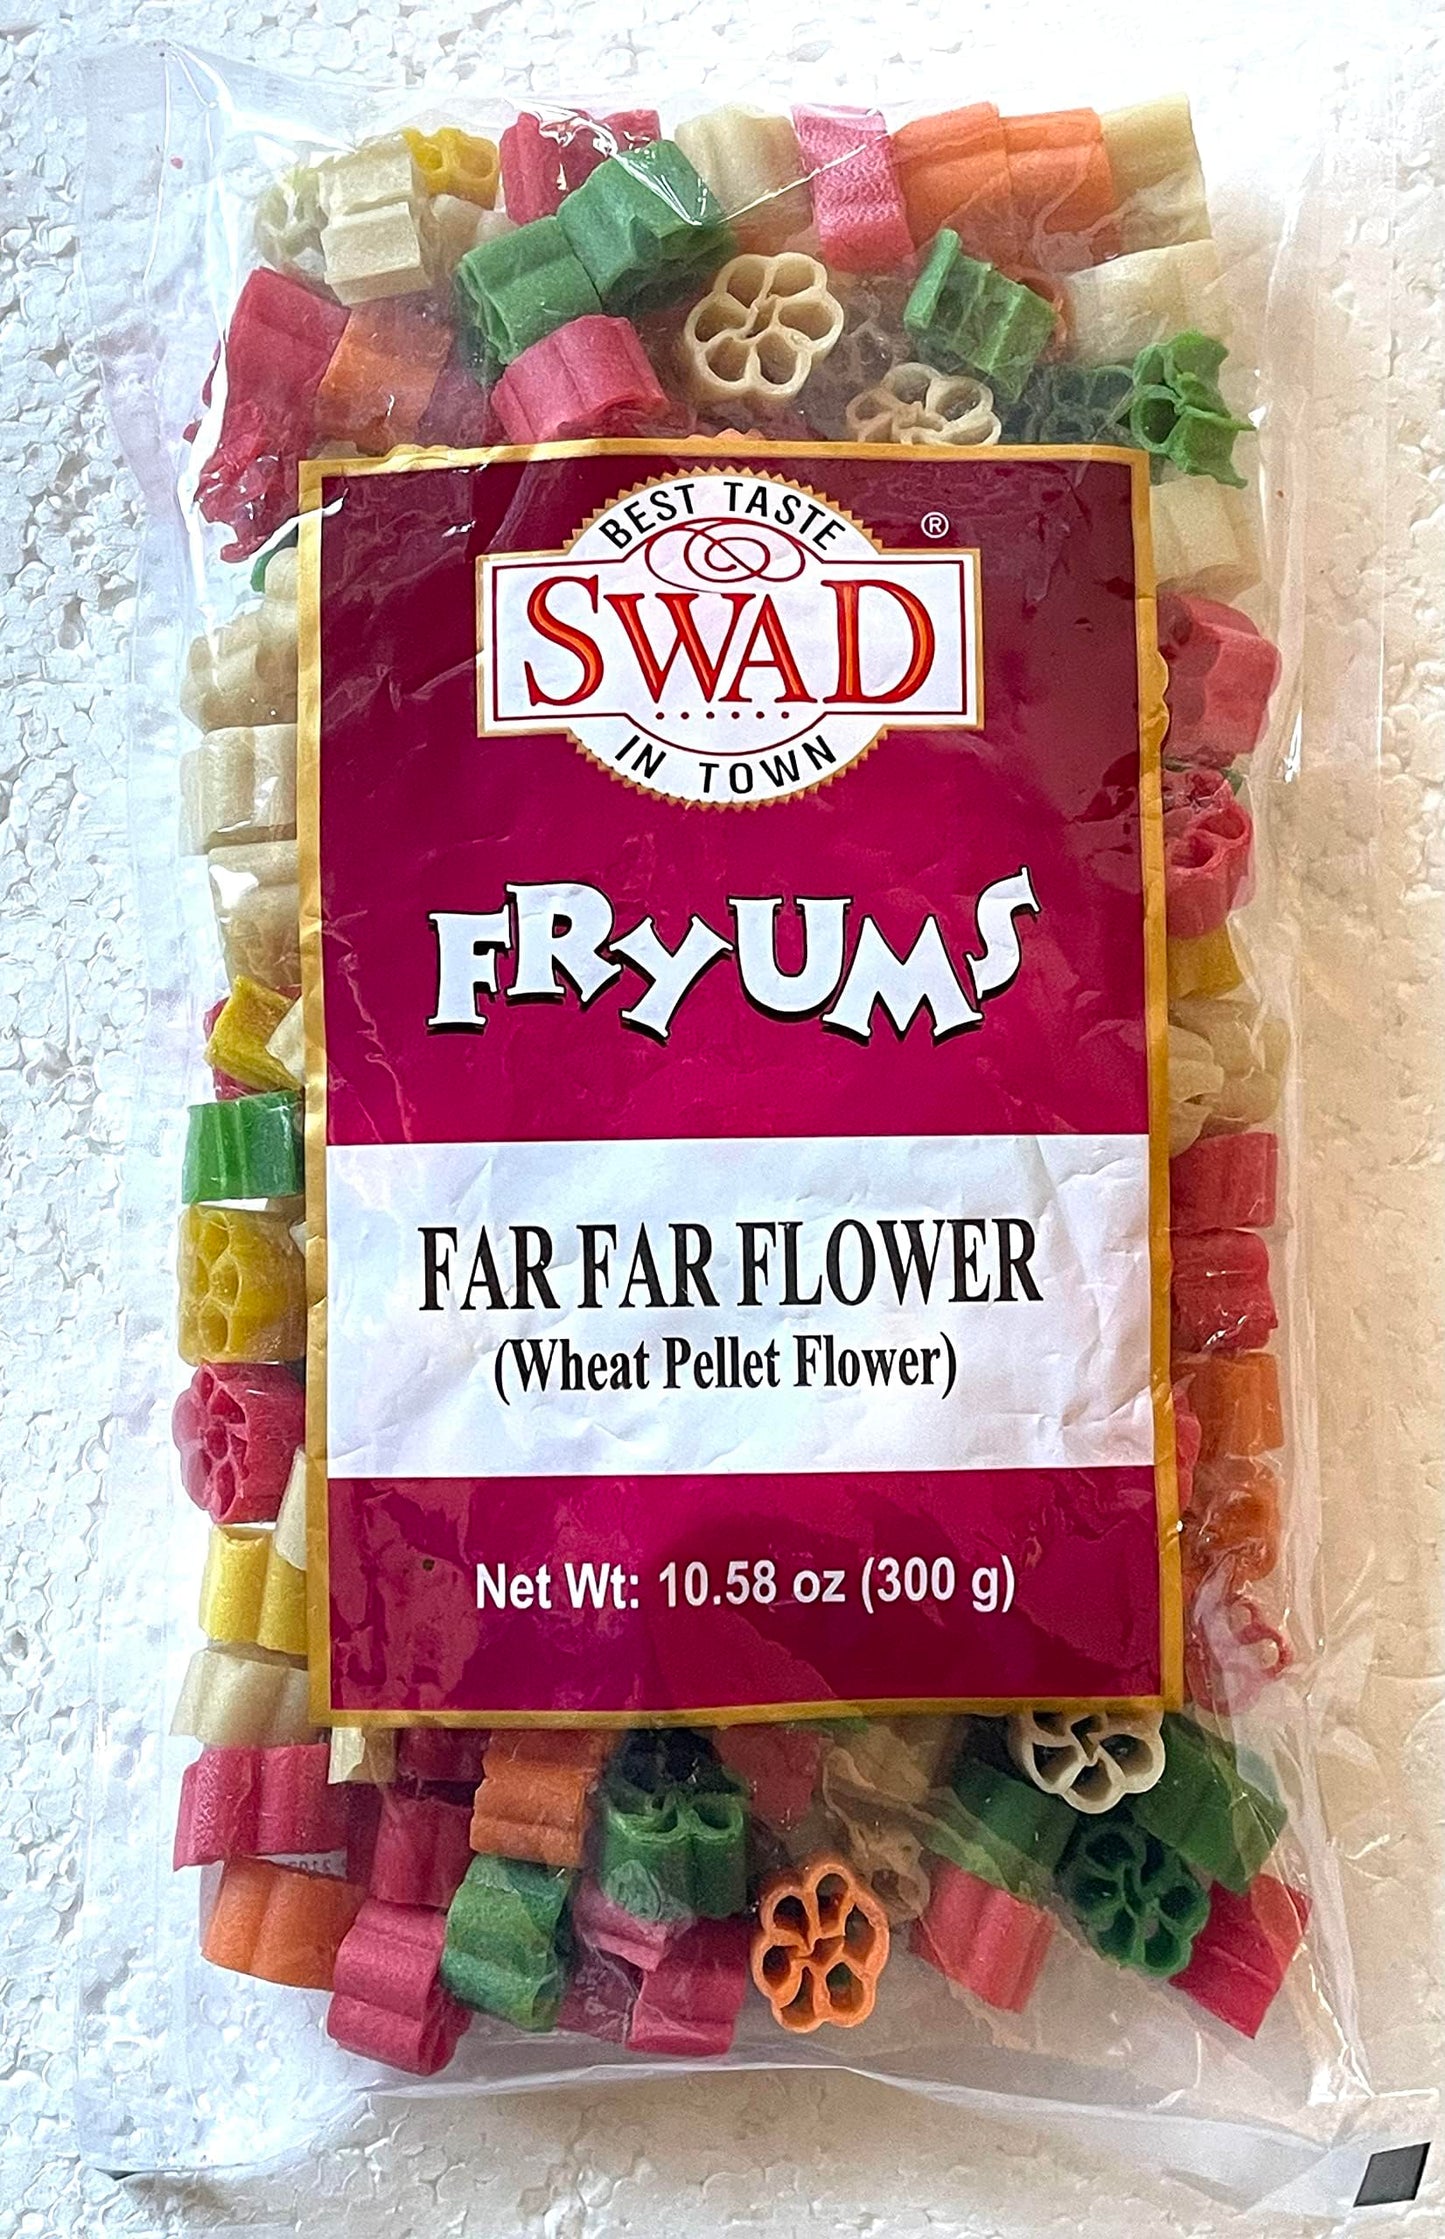 BEST TASTE
®
SWAD
IN TOWN
FRYUMS
FAR FAR FLOWER
(Wheat Pellet Flower)
Net Wt: 10.58 oz (300 g)